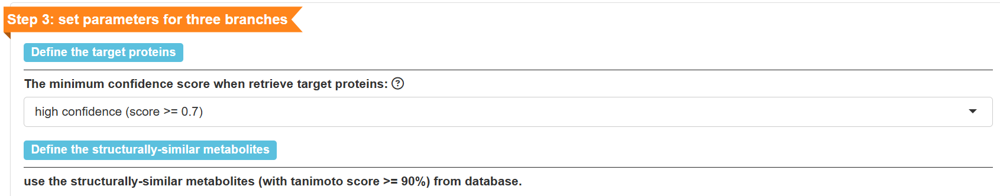 Step 3: set parameters for three branches
Define the target proteins
The minimum confidence score when retrieve target proteins: ?
high confidence (score >= 0.7)
Define the structurally-similar metabolites
use the structurally-similar metabolites (with tanimoto score >= 90%) from database.